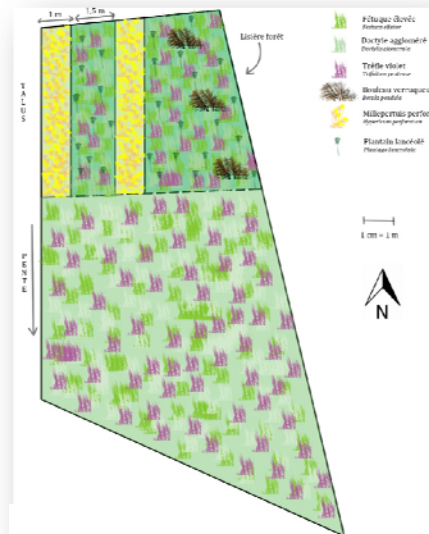 1 m
1,5 m
Lisière forêt
TALUS
PENTE
Fétuque élevée
Festuca elatior
Dactyle aggloméré
Dactylis glomerata
Trèfle violet
Trifolium pratense
Bouleau verruqueux
Betula pendula
Millepertuis perfor
Hypericum perforatum
Plantain lancéolé
Plantago lanceolata
1 cm = 1 m
N